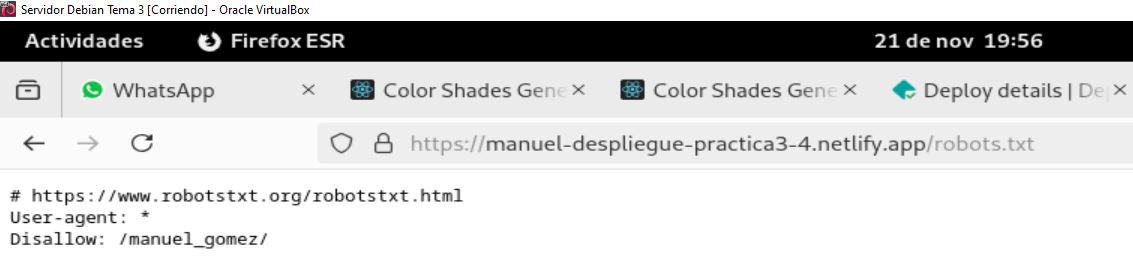 Servidor Debian Tema 3 [Corriendo] - Oracle VirtualBox
Actividades Firefox ESR 21 de nov 19:56
WhatsApp Color Shades Gene Color Shades Gene Deploy details | Dep
https://manuel-despliegue-practica3-4.netlify.app/robots.txt
# https://www.robotstxt.org/robotstxt.html
User-agent: *
Disallow: /manuel_gomez/